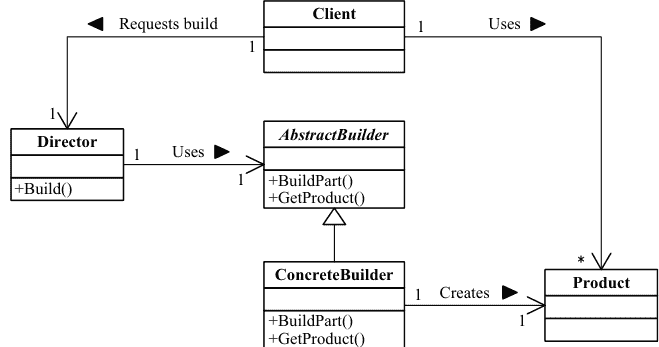 Client
Requests build
1
1
Uses
1
Director
+Build()
1
Uses
1
AbstractBuilder
+BuildPart()
+GetProduct()
*
ConcreteBuilder
+BuildPart()
+GetProduct()
1
Creates
1
Product